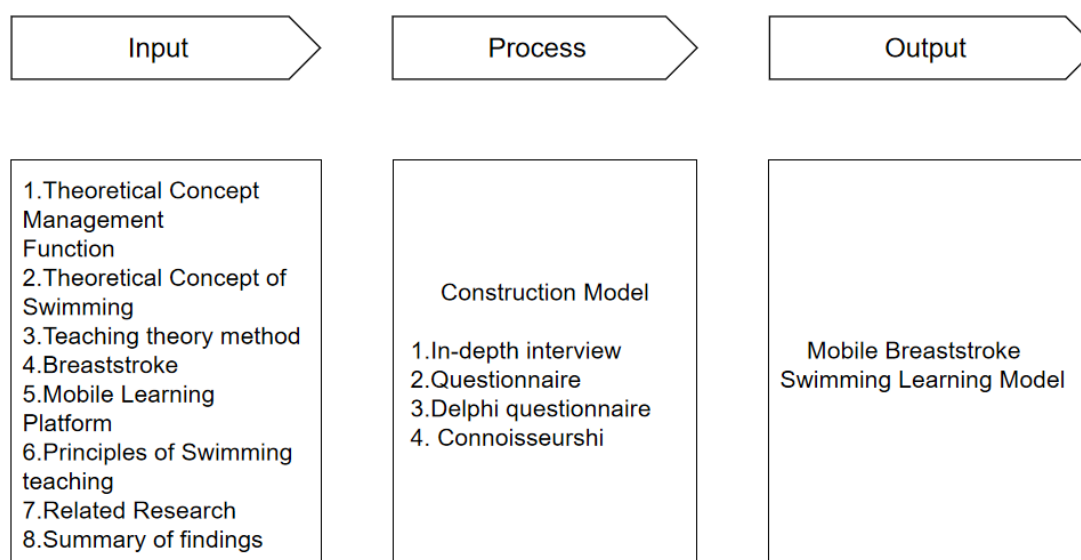 Input
Process
Output
1.Theoretical Concept
Management
Function
2.Theoretical Concept of
Swimming
3.Teaching theory method
4.Breaststroke
5.Mobile Learning
Platform
6.Principles of Swimming
teaching
7.Related Research
8.Summary of findings
Construction Model
1.In-depth interview
2.Questionnaire
3.Delphi questionnaire
4. Connoisseurshi
Mobile Breaststroke
Swimming Learning Model